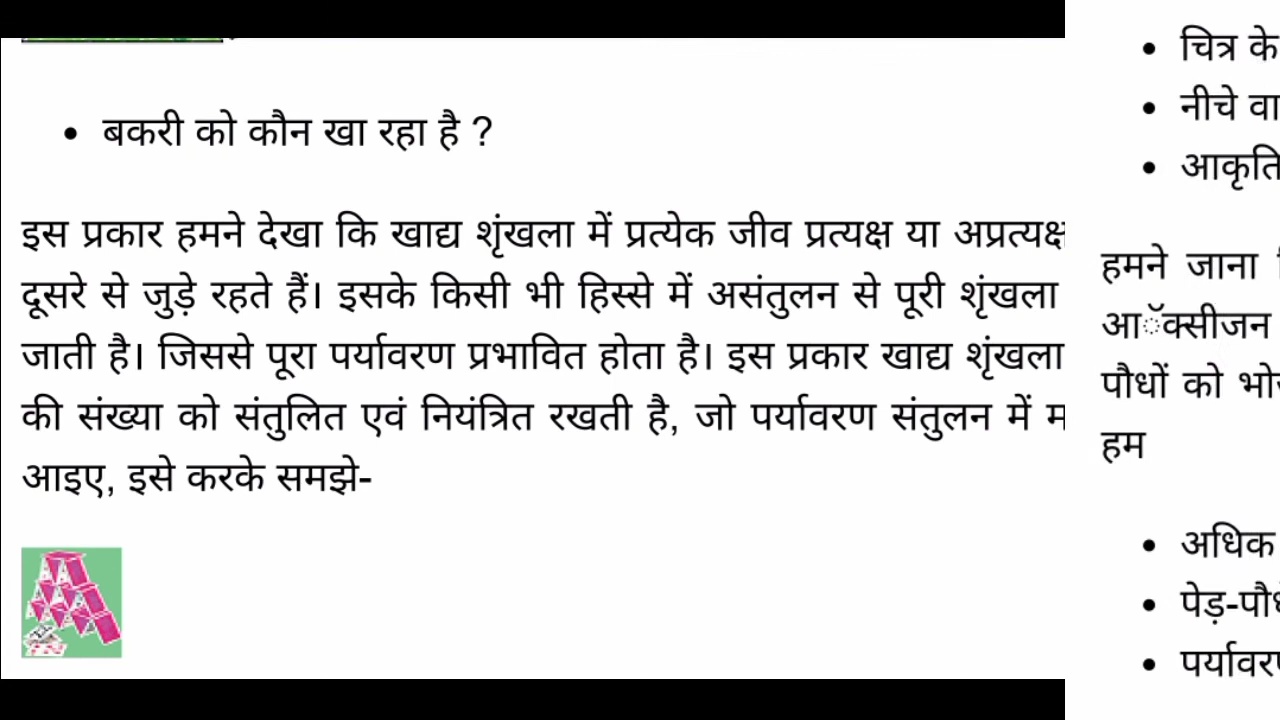 बकरी को कौन खा रहा है ?
इस प्रकार हमने देखा कि खाद्य शृंखला में प्रत्येक जीव प्रत्यक्ष या अप्रत्यक्ष
दूसरे से जुड़े रहते हैं। इसके किसी भी हिस्से में असंतुलन से पूरी शृंखला
जाती है। जिससे पूरा पर्यावरण प्रभावित होता है। इस प्रकार खाद्य शृंखला
की संख्या को संतुलित एवं नियंत्रित रखती है, जो पर्यावरण संतुलन में
आइए, इसे करके समझे-
चित्र के
नीचे
आकृति
हमने जाना
ऑक्सीजन
पौधों को
हम
अधिक